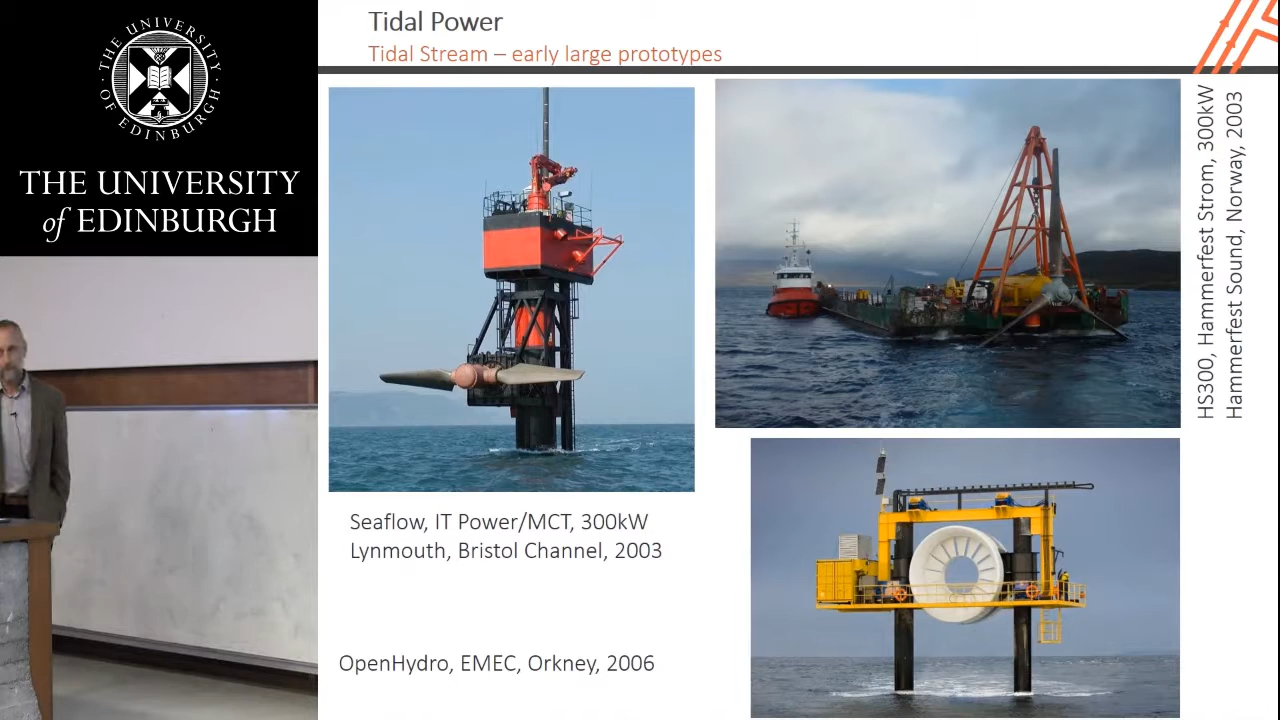 THE UNIVERSITY
OF EDINBURGH
THE UNIVERSITY
of EDINBURGH
Tidal Power
Tidal Stream – early large prototypes
HS300, Hammerfest Strom, 300kW
Hammerfest Sound, Norway, 2003
Seaflow, IT Power/MCT, 300kW
Lynmouth, Bristol Channel, 2003
OpenHydro, EMEC, Orkney, 2006